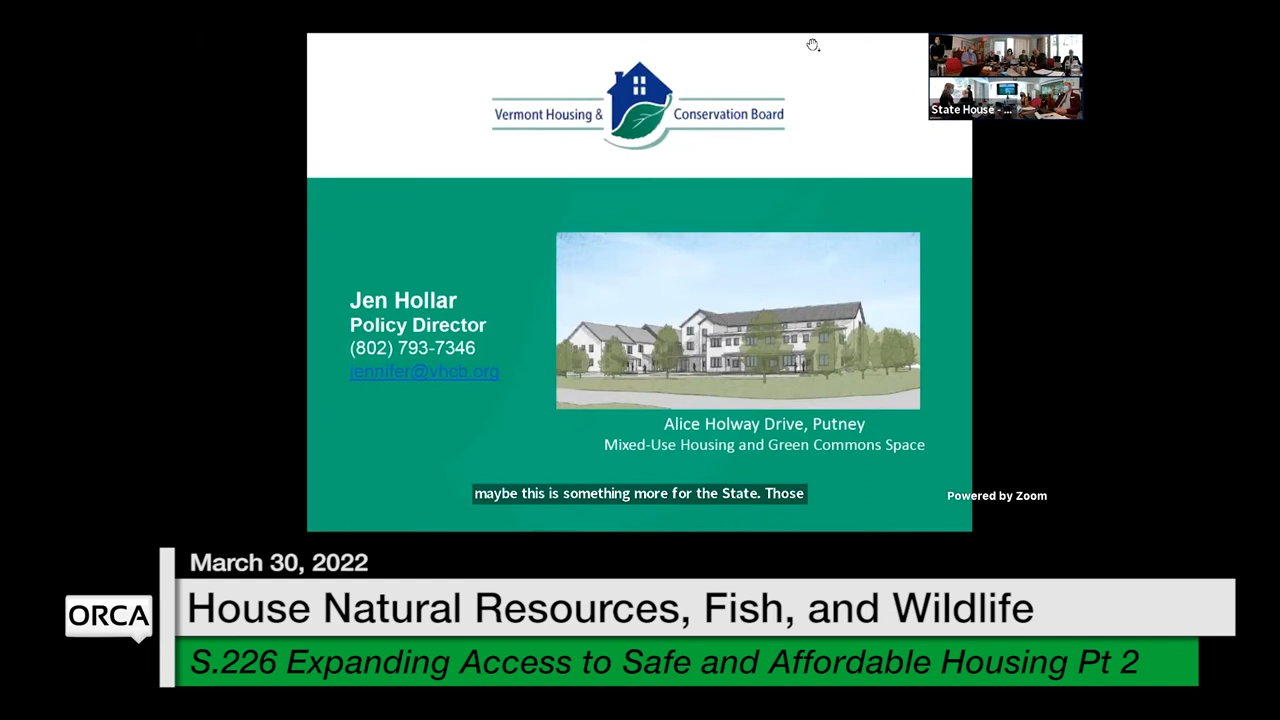 Vermont Housing &
Conservation Board
State House - ...
Jen Hollar
Policy Director
(802) 793-7346
jennifer@vhcb.org
Alice Holway Drive, Putney
Mixed-Use Housing and Green Commons Space
maybe this is something more for the State. Those
Powered by Zoom
March 30, 2022
ORCA
House Natural Resources, Fish, and Wildlife
S.226 Expanding Access to Safe and Affordable Housing Pt 2